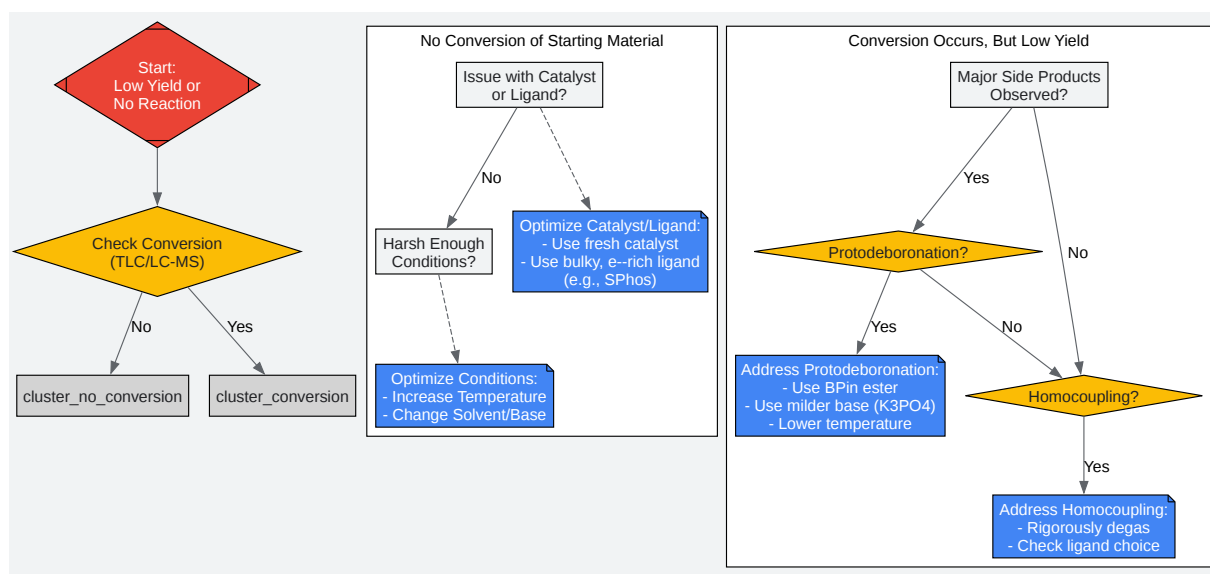 Start:
Low Yield or
No Reaction
Check Conversion
(TLC/LC-MS)
No
Yes
cluster_no_conversion
cluster_conversion
No Conversion of Starting Material
Issue with Catalyst
or Ligand?
No
Harsh Enough
Conditions?
Optimize Catalyst/Ligand:
- Use fresh catalyst
- Use bulky, e--rich ligand
(e.g., SPhos)
Optimize Conditions:
- Increase Temperature
- Change Solvent/Base
Conversion Occurs, But Low Yield
Major Side Products
Observed?
Yes
No
Protodeboronation?
Yes
No
Address Protodeboronation:
- Use BPin ester
- Use milder base (K3PO4)
- Lower temperature
Homocoupling?
Yes
Address Homocoupling:
- Rigorously degas
- Check ligand choice